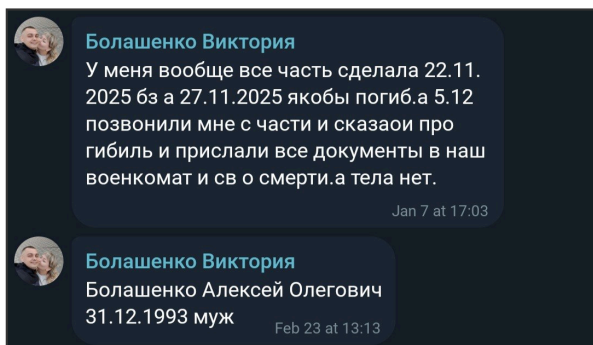 Болашенко Виктория
У меня вообще все часть сделала 22.11.
2025 бз а 27.11.2025 якобы погиб.а 5.12
позвонили мне с части и сказаои про
гибиль и прислали все документы в наш
военкомат и св о смерти.а тела нет.
Jan 7 at 17:03
Болашенко Виктория
Болашенко Алексей Олегович
31.12.1993 муж
Feb 23 at 13:13